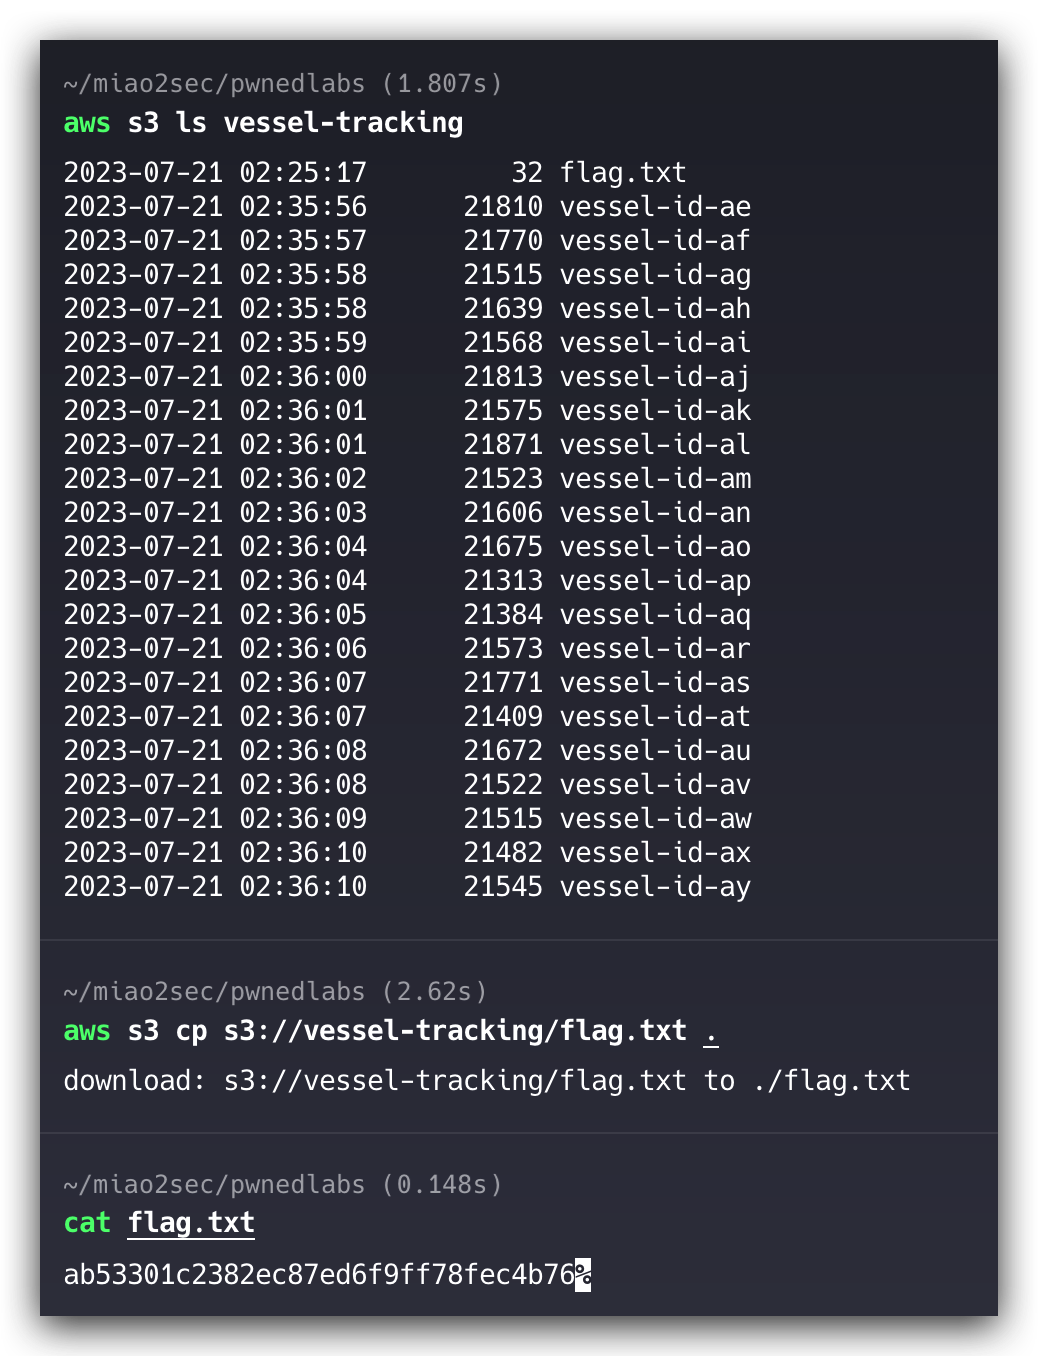 ~/miao2sec/pwnedlabs (1.807s)
aws s3 ls vessel-tracking
2023-07-21 02:25:17         32 flag.txt
2023-07-21 02:35:56      21810 vessel-id-ae
2023-07-21 02:35:57      21770 vessel-id-af
2023-07-21 02:35:58      21515 vessel-id-ag
2023-07-21 02:35:58      21639 vessel-id-ah
2023-07-21 02:35:59      21568 vessel-id-ai
2023-07-21 02:36:00      21813 vessel-id-aj
2023-07-21 02:36:01      21575 vessel-id-ak
2023-07-21 02:36:01      21871 vessel-id-al
2023-07-21 02:36:02      21523 vessel-id-am
2023-07-21 02:36:03      21606 vessel-id-an
2023-07-21 02:36:04      21675 vessel-id-ao
2023-07-21 02:36:04      21313 vessel-id-ap
2023-07-21 02:36:05      21384 vessel-id-aq
2023-07-21 02:36:06      21573 vessel-id-ar
2023-07-21 02:36:07      21771 vessel-id-as
2023-07-21 02:36:07      21409 vessel-id-at
2023-07-21 02:36:08      21672 vessel-id-au
2023-07-21 02:36:08      21522 vessel-id-av
2023-07-21 02:36:09      21515 vessel-id-aw
2023-07-21 02:36:10      21482 vessel-id-ax
2023-07-21 02:36:10      21545 vessel-id-ay
~/miao2sec/pwnedlabs (2.62s)
aws s3 cp s3://vessel-tracking/flag.txt .
download: s3://vessel-tracking/flag.txt to ./flag.txt
~/miao2sec/pwnedlabs (0.148s)
cat flag.txt
ab53301c2382ec87ed6f9ff78fec4b76%